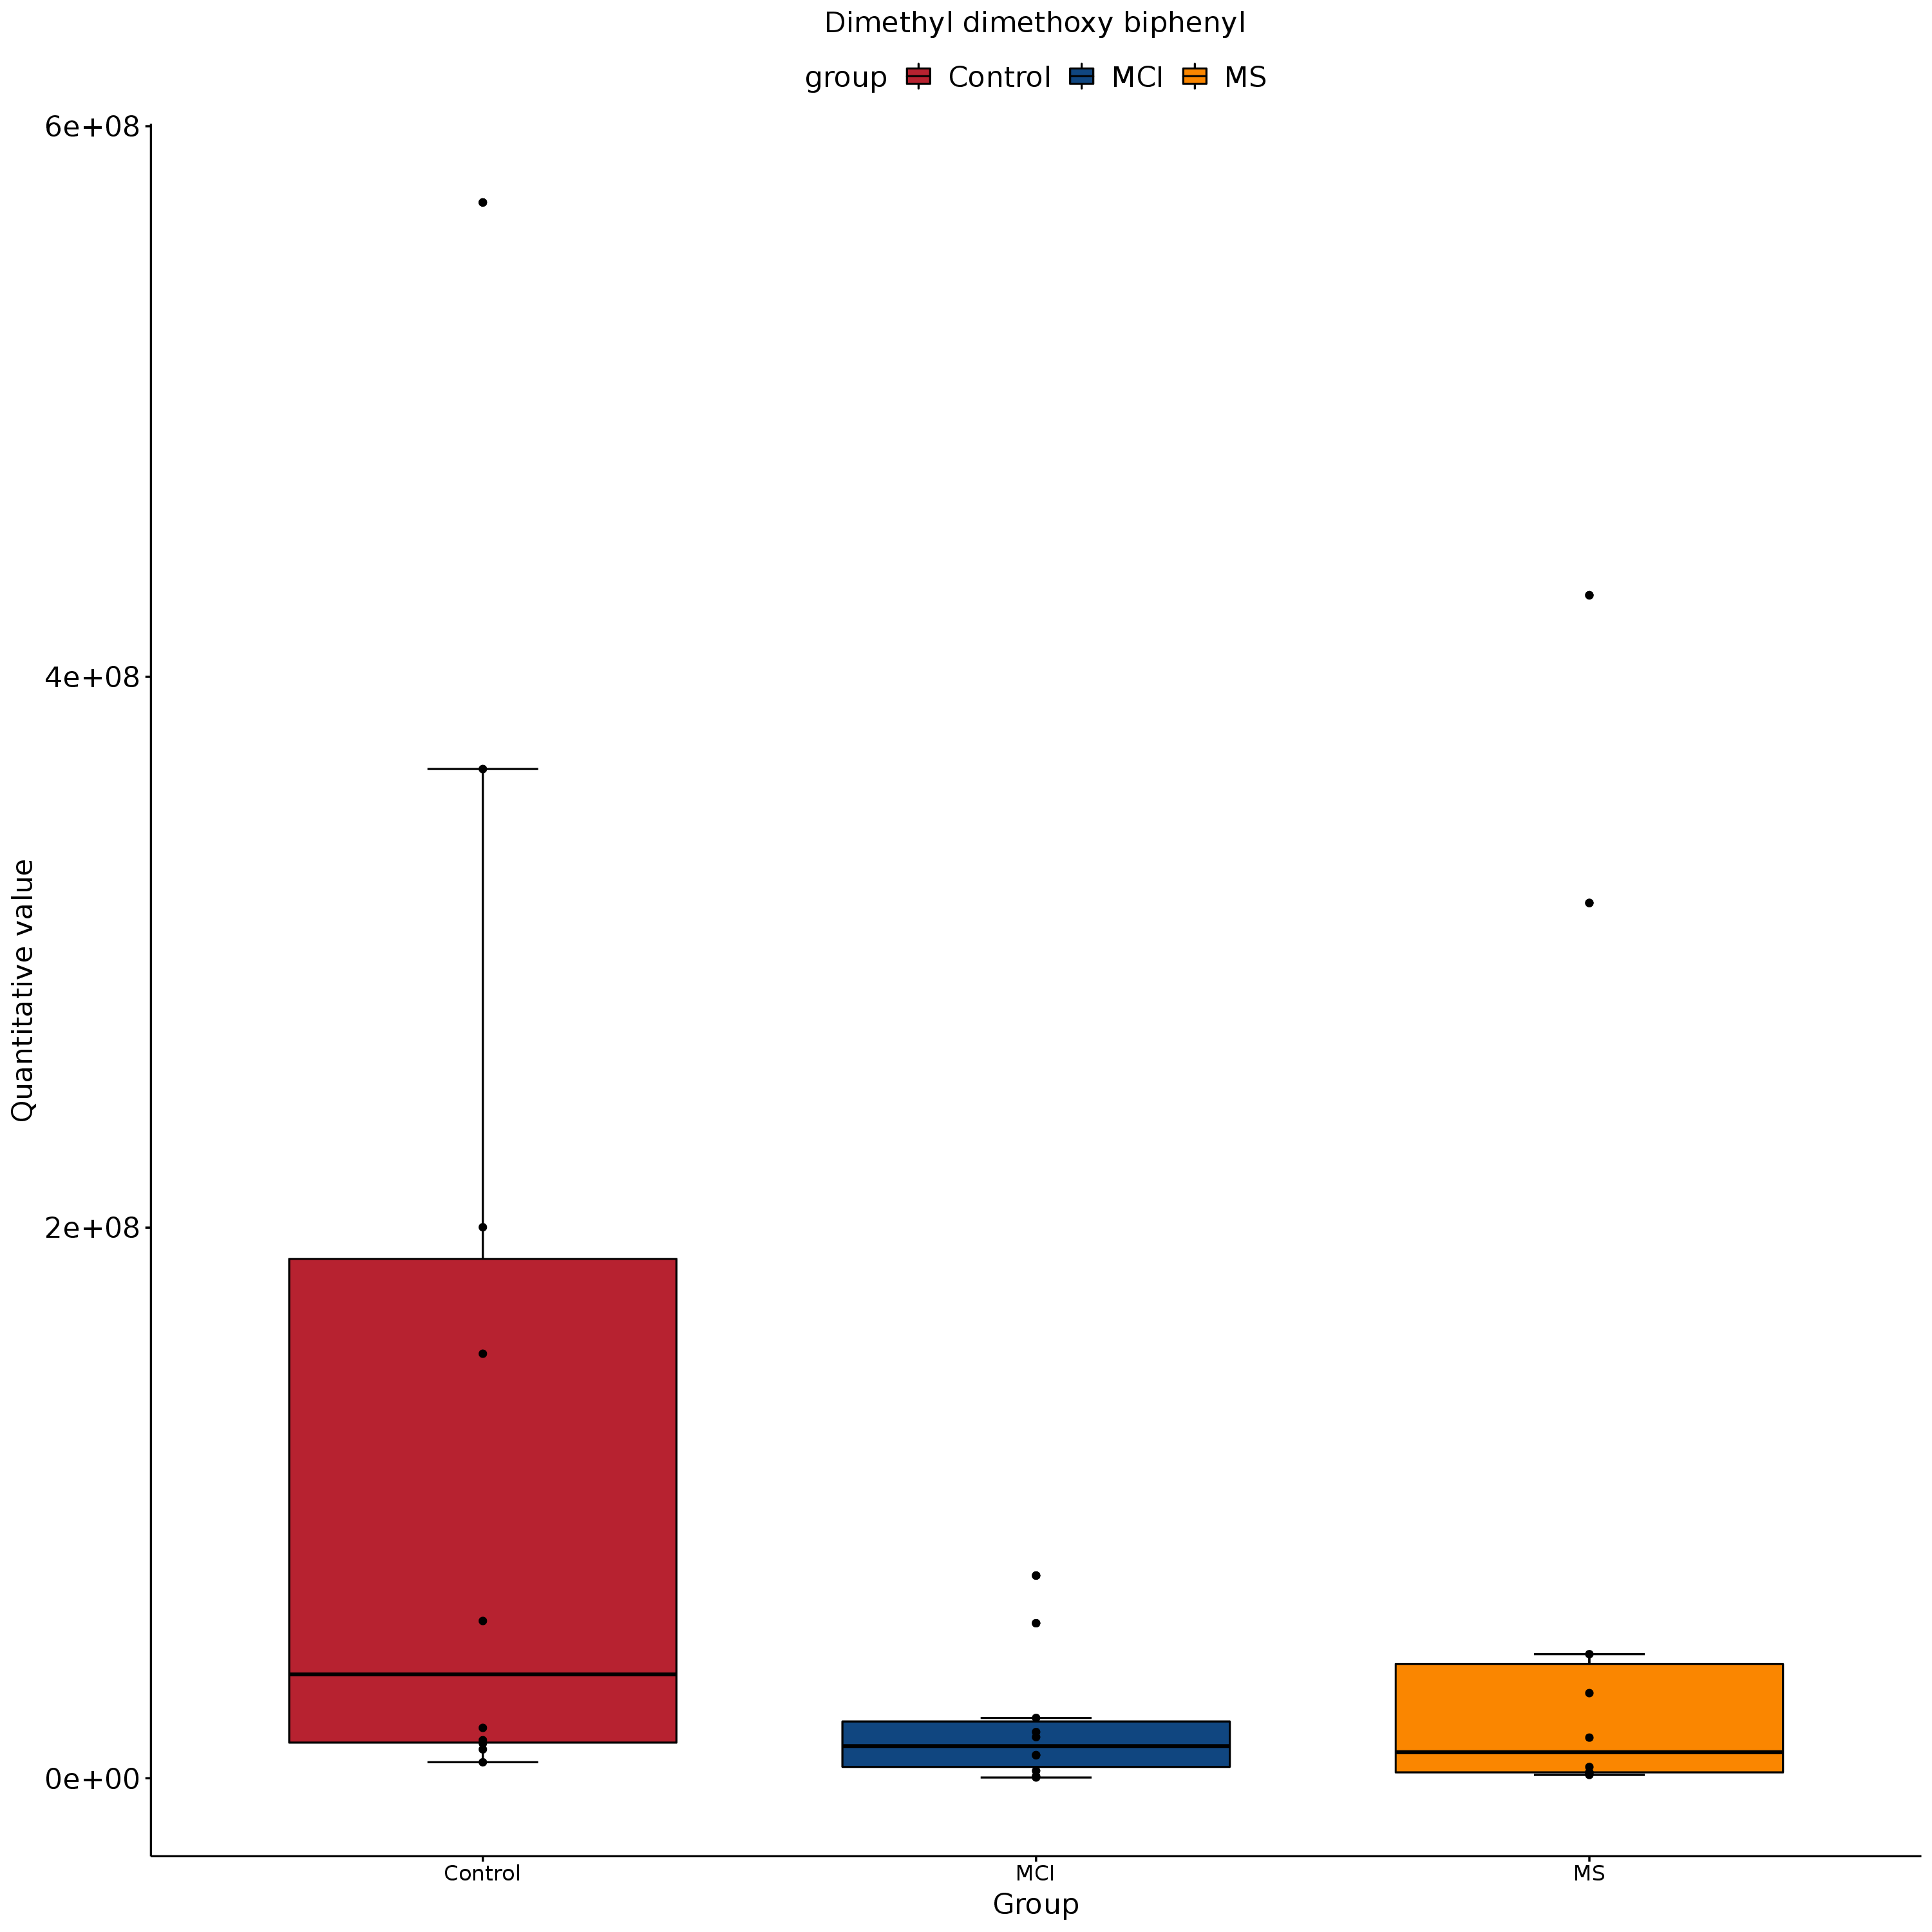 Dimethyl dimethoxy biphenyl
group Control MCI MS
6e+08
4e+08
2e+08
0e+00
Quantitative value
Control MCI MS
Group